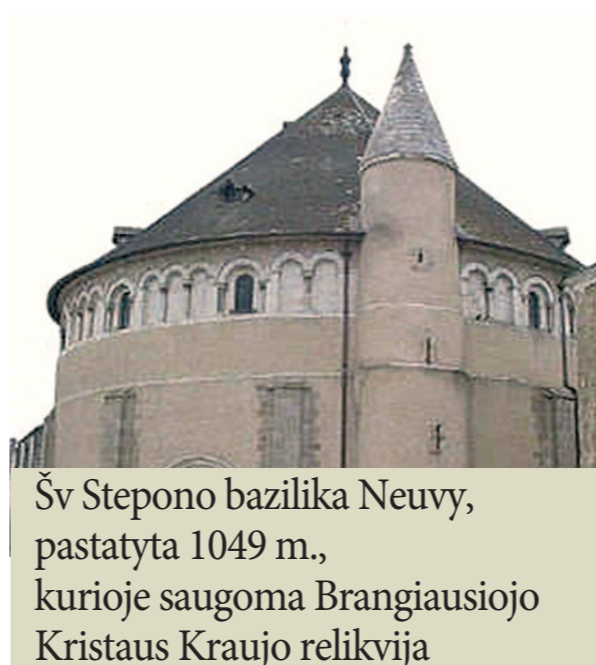 Šv Stepono bazilika Neuvy,
pastatyta 1049 m.,
kurioje saugoma Brangiausiojo
Kristaus Kraujo relikvija